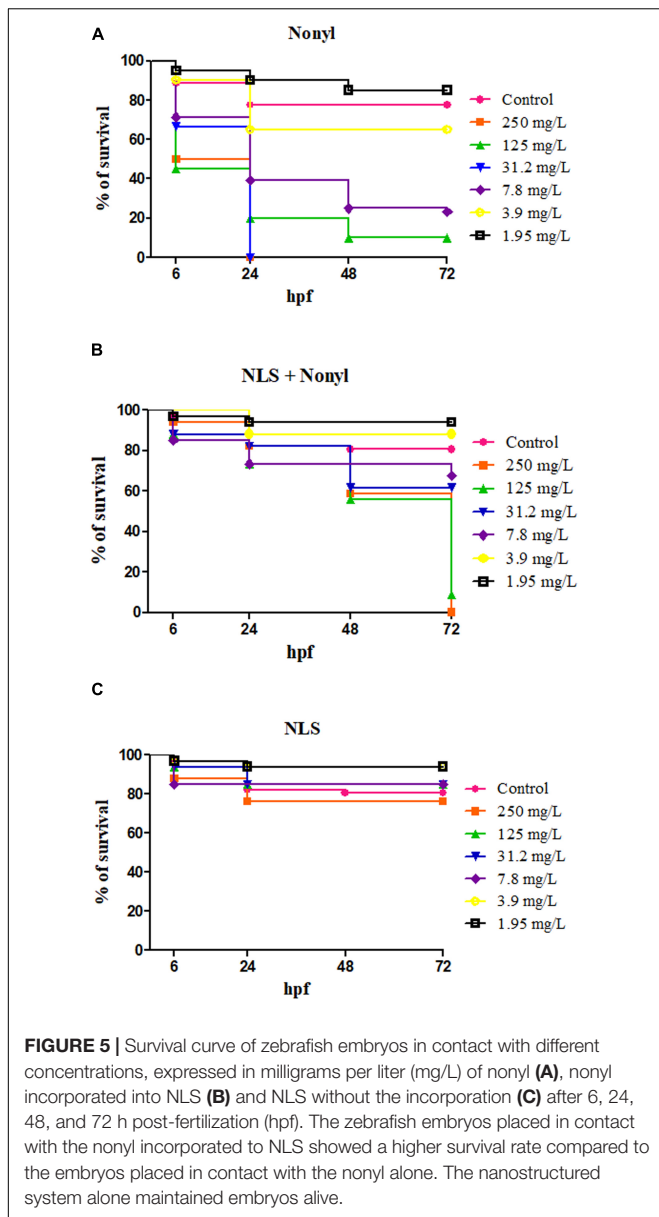 A
Nonyl
% of survival
100
80
60
40
20
0
6
24
48
72
hpf
Control
250 mg/L
125 mg/L
31.2 mg/L
7.8 mg/L
3.9 mg/L
1.95 mg/L
B
NLS + Nonyl
% of survival
100
80
60
40
20
0
6
24
48
72
hpf
Control
250 mg/L
125 mg/L
31.2 mg/L
7.8 mg/L
3.9 mg/L
1.95 mg/L
C
NLS
% of survival
100
80
60
40
20
0
6
24
48
72
hpf
Control
250 mg/L
125 mg/L
31.2 mg/L
7.8 mg/L
3.9 mg/L
1.95 mg/L
FIGURE 5 | Survival curve of zebrafish embryos in contact with different
concentrations, expressed in milligrams per liter (mg/L) of nonyl (A), nonyl
incorporated into NLS (B) and NLS without the incorporation (C) after 6, 24,
48, and 72 h post-fertilization (hpf). The zebrafish embryos placed in contact
with the nonyl incorporated to NLS showed a higher survival rate compared to
the embryos placed in contact with the nonyl alone. The nanostructured
system alone maintained embryos alive.